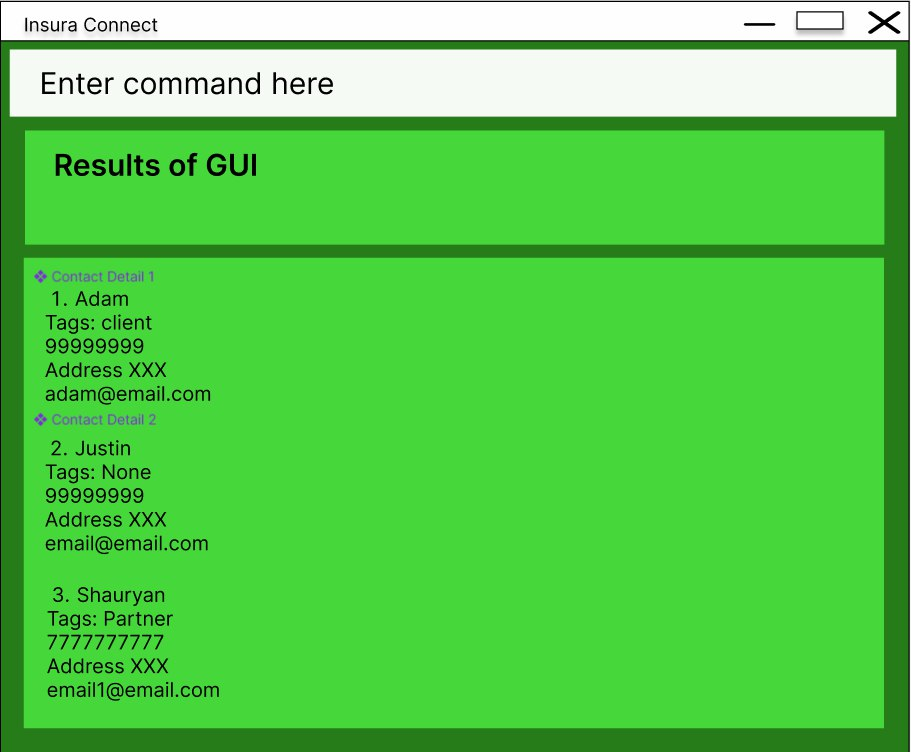 Insura Connect
Enter command here
Results of GUI
Contact Detail 1
1. Adam
Tags: client
99999999
Address XXX
adam@email.com
Contact Detail 2
2. Justin
Tags: None
99999999
Address XXX
email@email.com
3. Shauryan
Tags: Partner
7777777777
Address XXX
email1@email.com